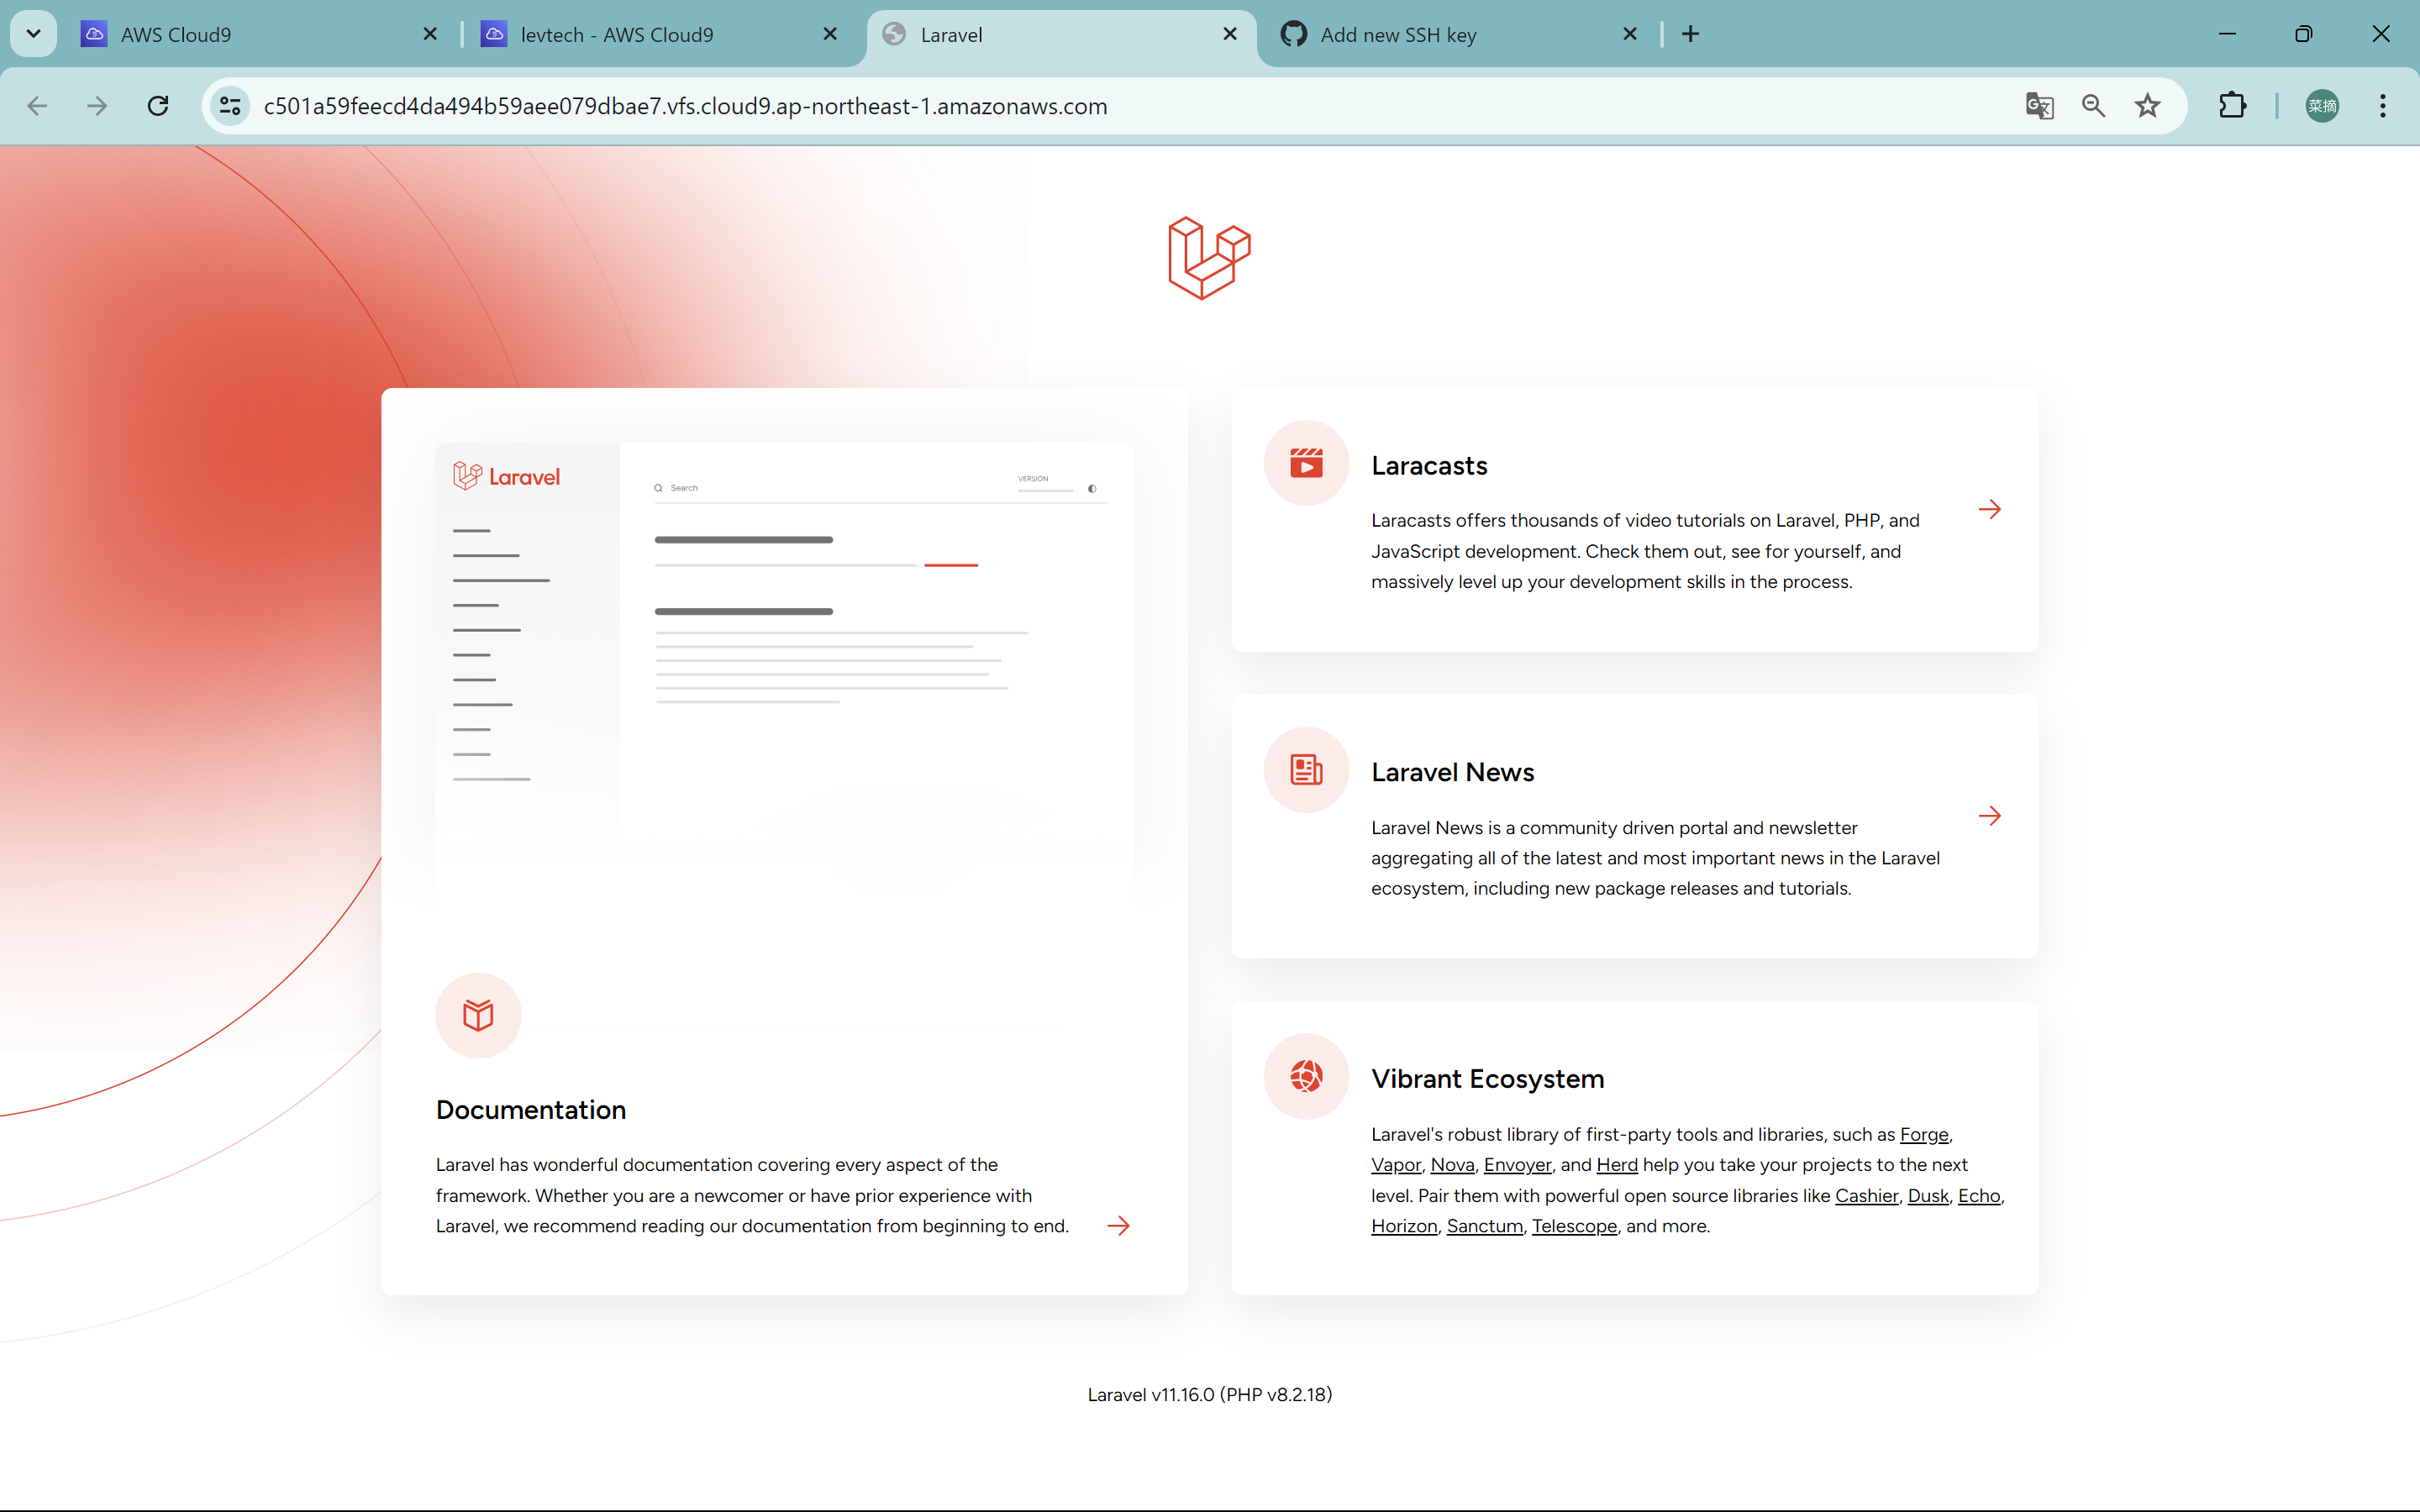 AWS Cloud9
levtech - AWS Cloud9
Laravel
Add new SSH key
c501a59feecd4da494b59aee079dbae7.vfs.cloud9.ap-northeast-1.amazonaws.com
菜摘
Laravel
Search
VERSION
Documentation
Laravel has wonderful documentation covering every aspect of the
framework. Whether you are a newcomer or have prior experience with
Laravel, we recommend reading our documentation from beginning to end.
Laracasts
Laracasts offers thousands of video tutorials on Laravel, PHP, and
JavaScript development. Check them out, see for yourself, and
massively level up your development skills in the process.
Laravel News
Laravel News is a community driven portal and newsletter
aggregating all of the latest and most important news in the Laravel
ecosystem, including new package releases and tutorials.
Vibrant Ecosystem
Laravel's robust library of first-party tools and libraries, such as Forge,
Vapor, Nova, Envoyer, and Herd help you take your projects to the next
level. Pair them with powerful open source libraries like Cashier, Dusk, Echo,
Horizon, Sanctum, Telescope, and more.
Laravel v11.16.0 (PHP v8.2.18)